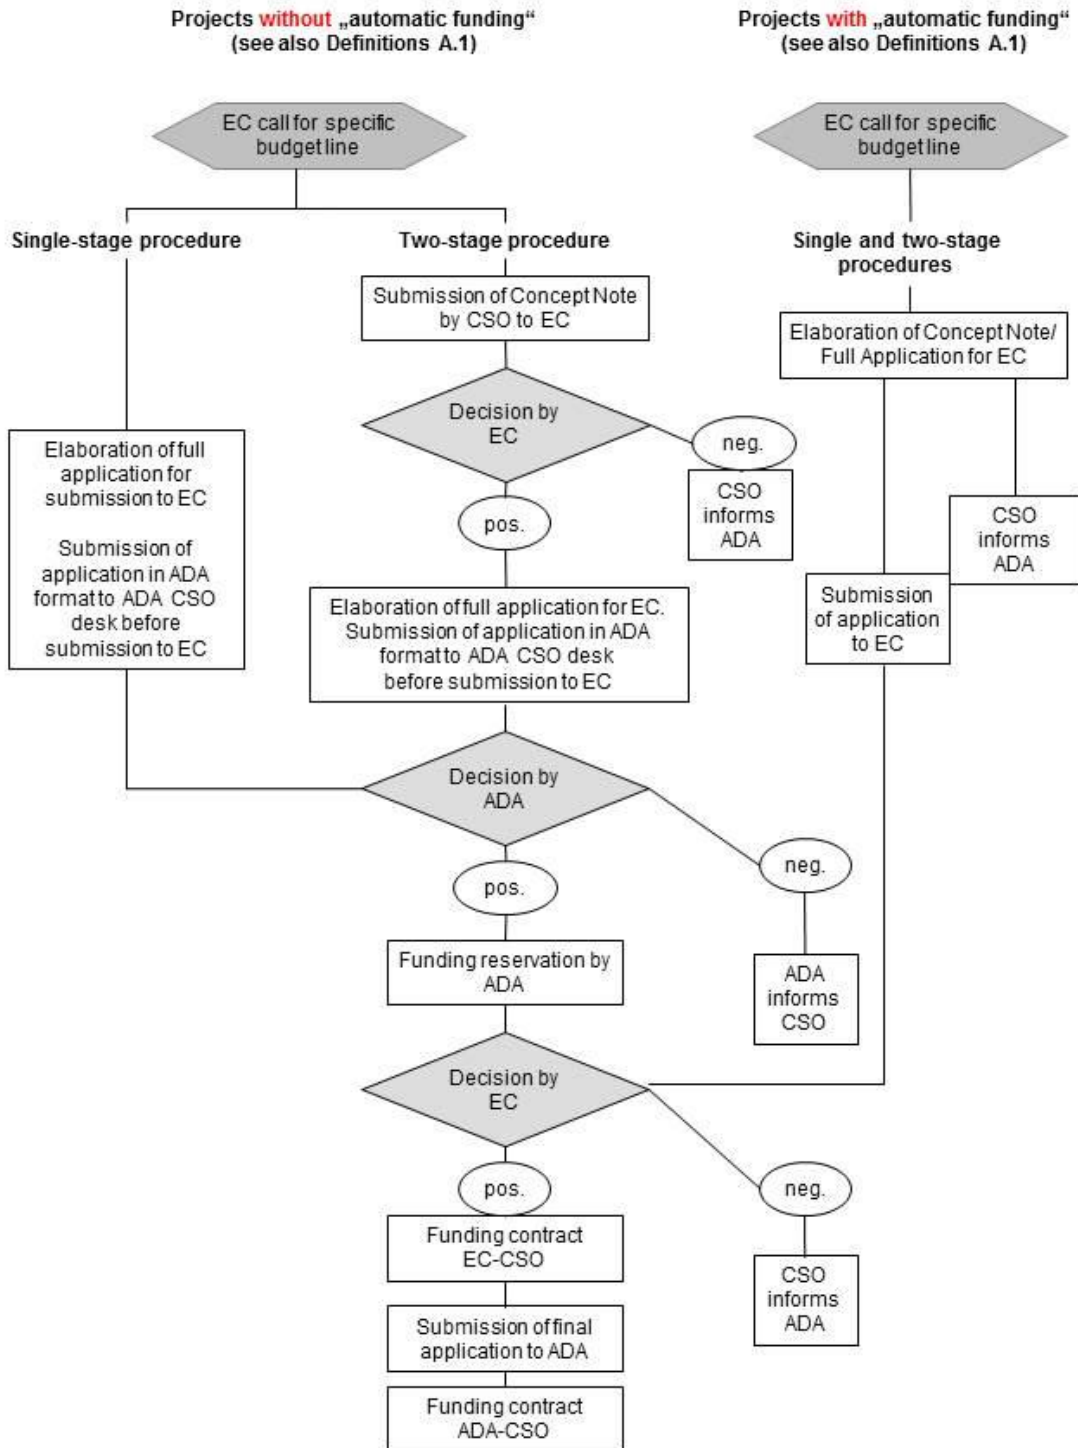 Projects without „automatic funding“
(see also Definitions A.1)
Projects with „automatic funding“
(see also Definitions A.1)
EC call for specific
budget line
EC call for specific
budget line
Single-stage procedure
Two-stage procedure
Single and two-stage
procedures
Submission of Concept Note
by CSO to EC
Elaboration of Concept Note/
Full Application for EC
Decision by
EC
neg.
CSO
informs
ADA
pos.
Elaboration of full
application for
submission to EC
Submission of
application in ADA
format to ADA CSO
desk before
submission to EC
CSO
informs
ADA
Elaboration of full application for EC.
Submission of application in ADA
format to ADA CSO desk
before submission to EC
Submission
of application
to EC
Decision by
ADA
neg.
pos.
ADA
informs
CSO
Funding reservation by
ADA
Decision by
EC
pos.
neg.
Funding contract
EC-CSO
CSO
informs
ADA
Submission of final
application to ADA
Funding contract
ADA-CSO